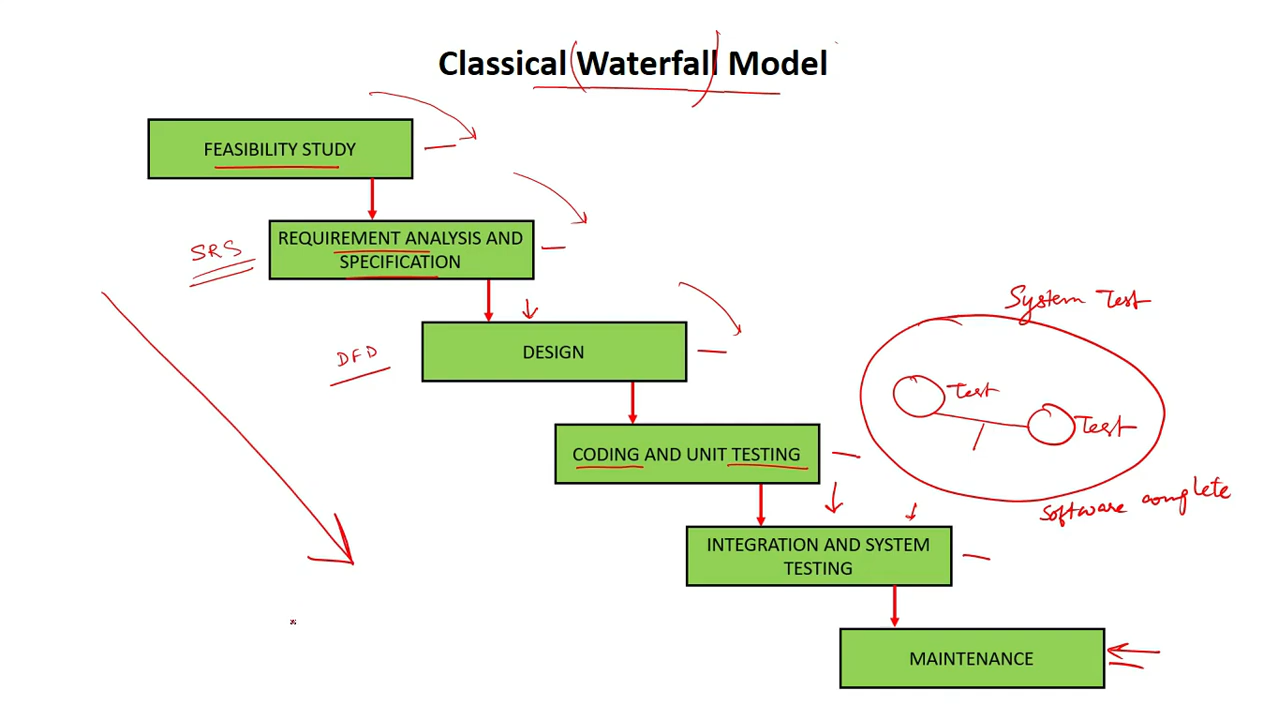 Classical (Waterfall) Model
FEASIBILITY STUDY
SRS
REQUIREMENT ANALYSIS AND
SPECIFICATION
DFD
DESIGN
System Test
Test
Test
CODING AND UNIT TESTING
Software complete
INTEGRATION AND SYSTEM
TESTING
MAINTENANCE